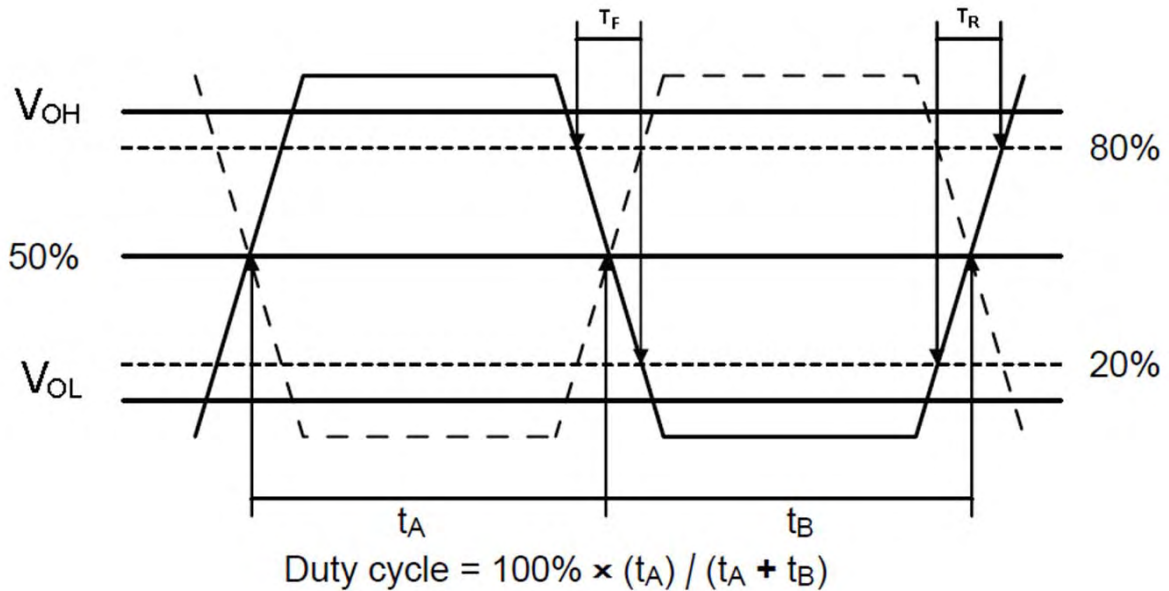 TF
TR
VOH
80%
50%
20%
VOL
tA
tB
Duty cycle = 100% × (tA) / (tA + tB)